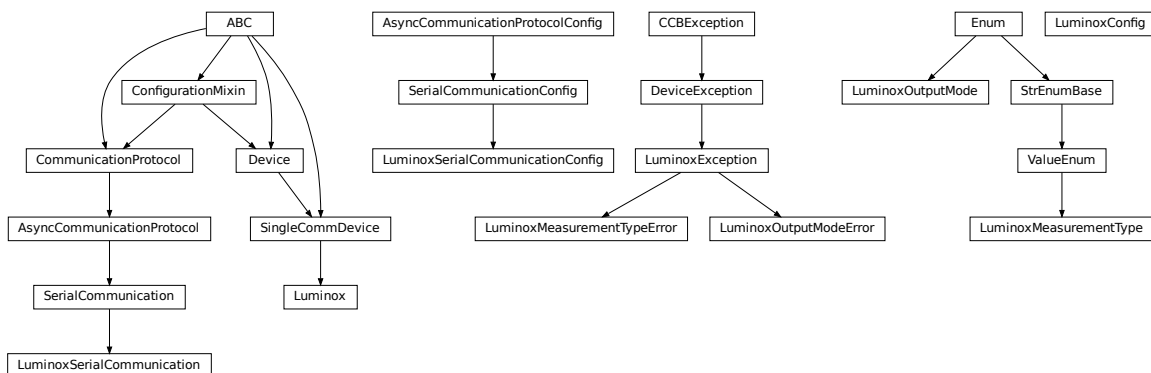 ABC
AsyncCommunicationProtocolConfig
CCBException
Enum
LuminoxConfig
ConfigurationMixin
SerialCommunicationConfig
DeviceException
LuminoxOutputMode
StrEnumBase
CommunicationProtocol
Device
LuminoxSerialCommunicationConfig
LuminoxException
ValueEnum
AsyncCommunicationProtocol
SingleCommDevice
LuminoxMeasurementTypeError
LuminoxOutputModeError
LuminoxMeasurementType
SerialCommunication
Luminox
LuminoxSerialCommunication